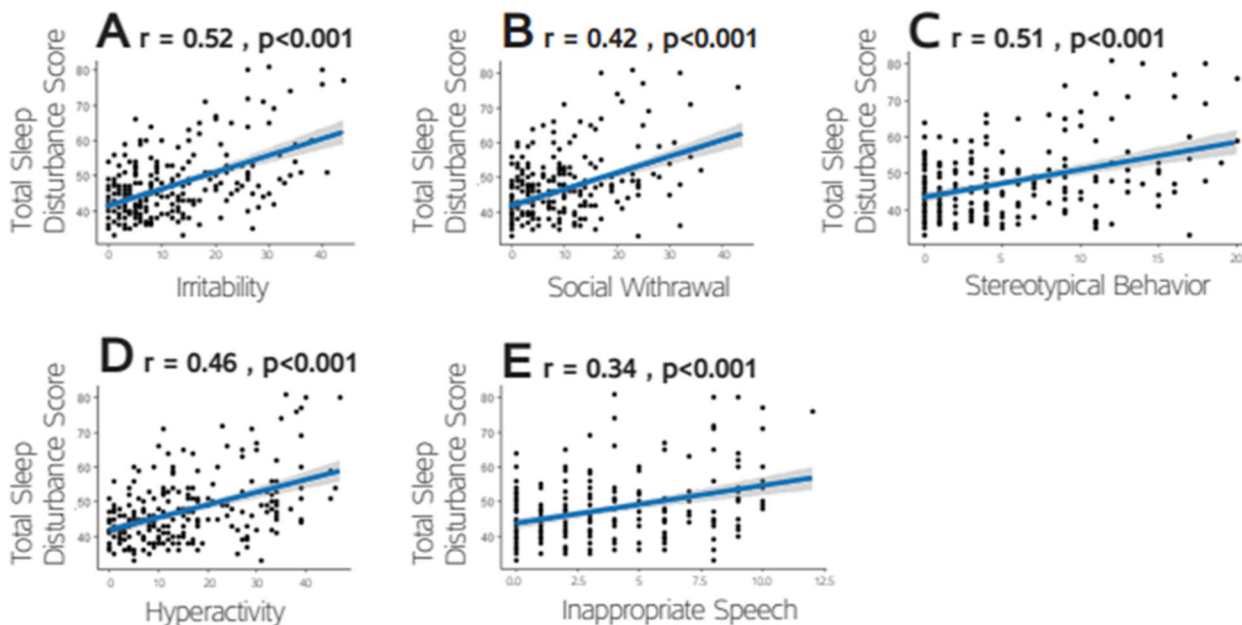 A r = 0.52 , p<0.001
Total Sleep
Disturbance Score
80
70
60
50
40
0 10 20 30 40
Irritability
B r = 0.42 , p<0.001
Total Sleep
Disturbance Score
80
70
60
50
40
0 10 20 30 40
Social Withrawal
C r = 0.51 , p<0.001
Total Sleep
Disturbance Score
80
70
60
50
40
0 5 10 15 20
Stereotypical Behavior
D r = 0.46 , p<0.001
Total Sleep
Disturbance Score
80
70
60
50
40
0 10 20 30 40
Hyperactivity
E r = 0.34 , p<0.001
Total Sleep
Disturbance Score
80
70
60
50
40
0.0 2.5 5 7.5 10.0 12.5
Inappropriate Speech